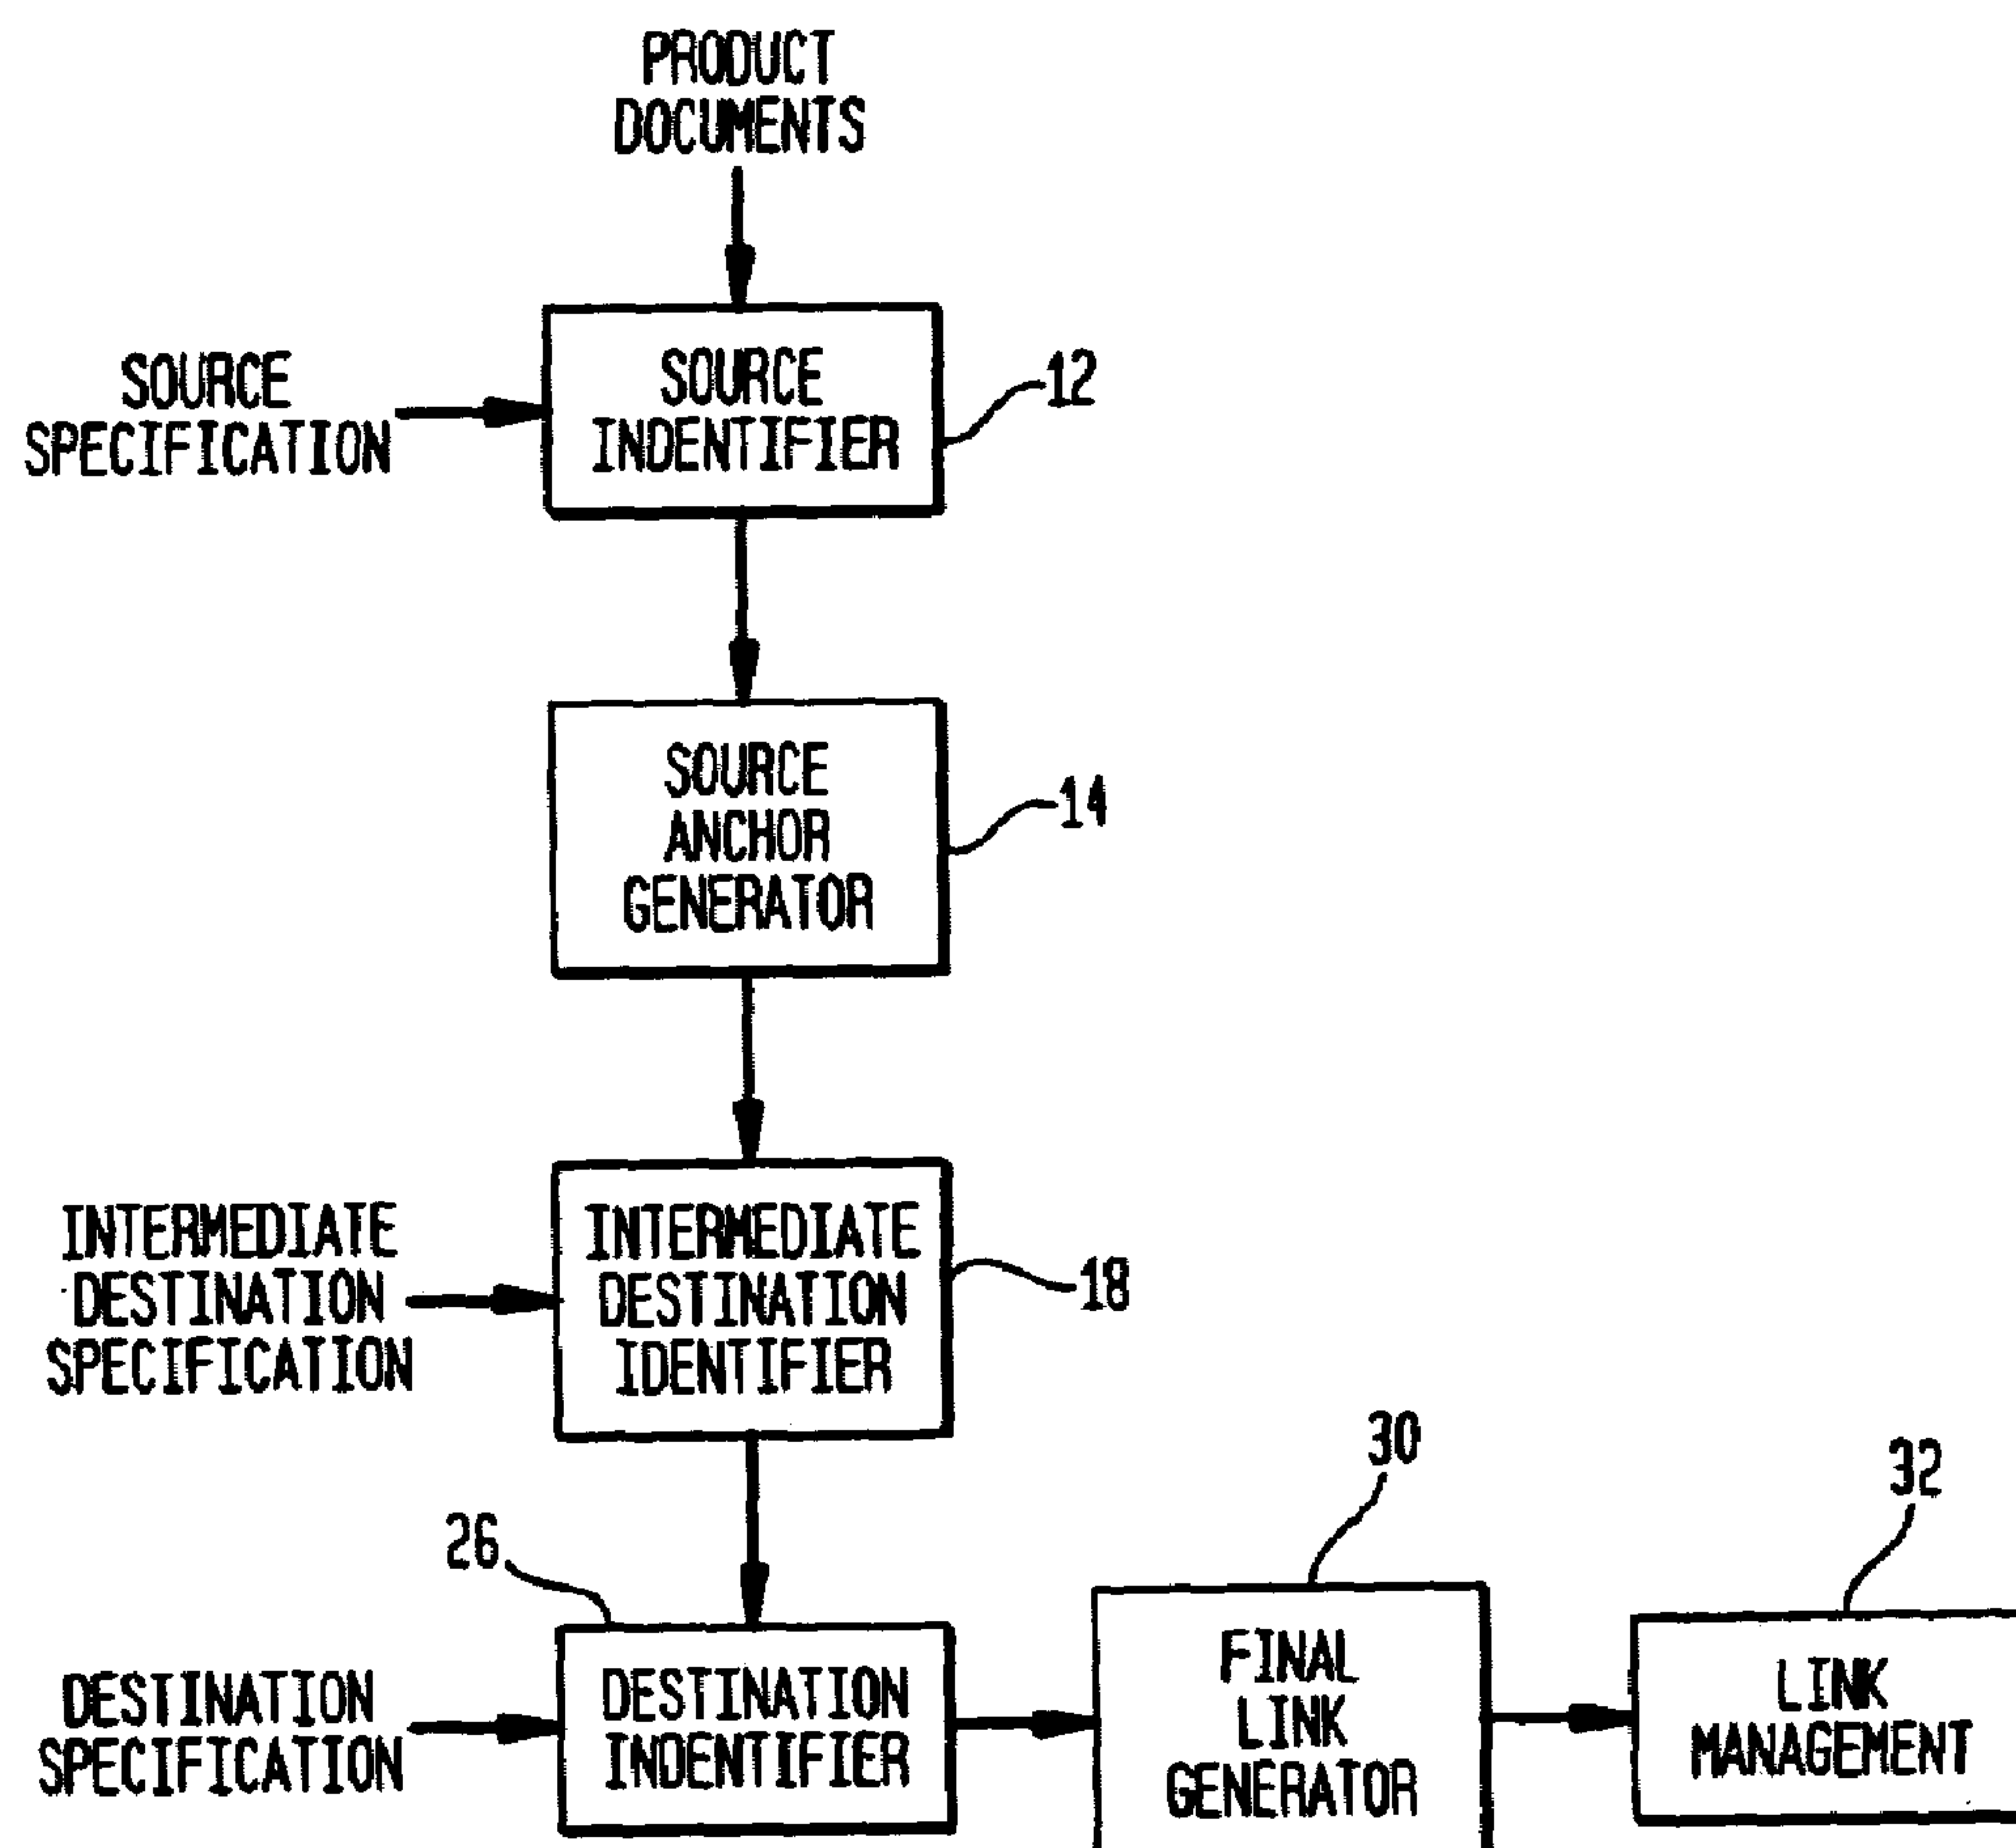 PRODUCT
DOCUMENTS
SOURCE
SPECIFICATION
SOURCE
INDENTIFIER
12
SOURCE
ANCHOR
GENERATOR
14
INTERMEDIATE
DESTINATION
SPECIFICATION
INTERMEDIATE
DESTINATION
IDENTIFIER
18
26
30
32
DESTINATION
SPECIFICATION
DESTINATION
INDENTIFIER
FINAL
LINK
GENERATOR
LINK
MANAGEMENT